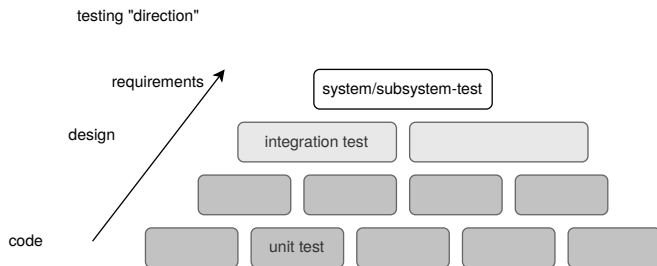 testing "direction"
requirements
system/subsystem-test
design
integration test
code
unit test